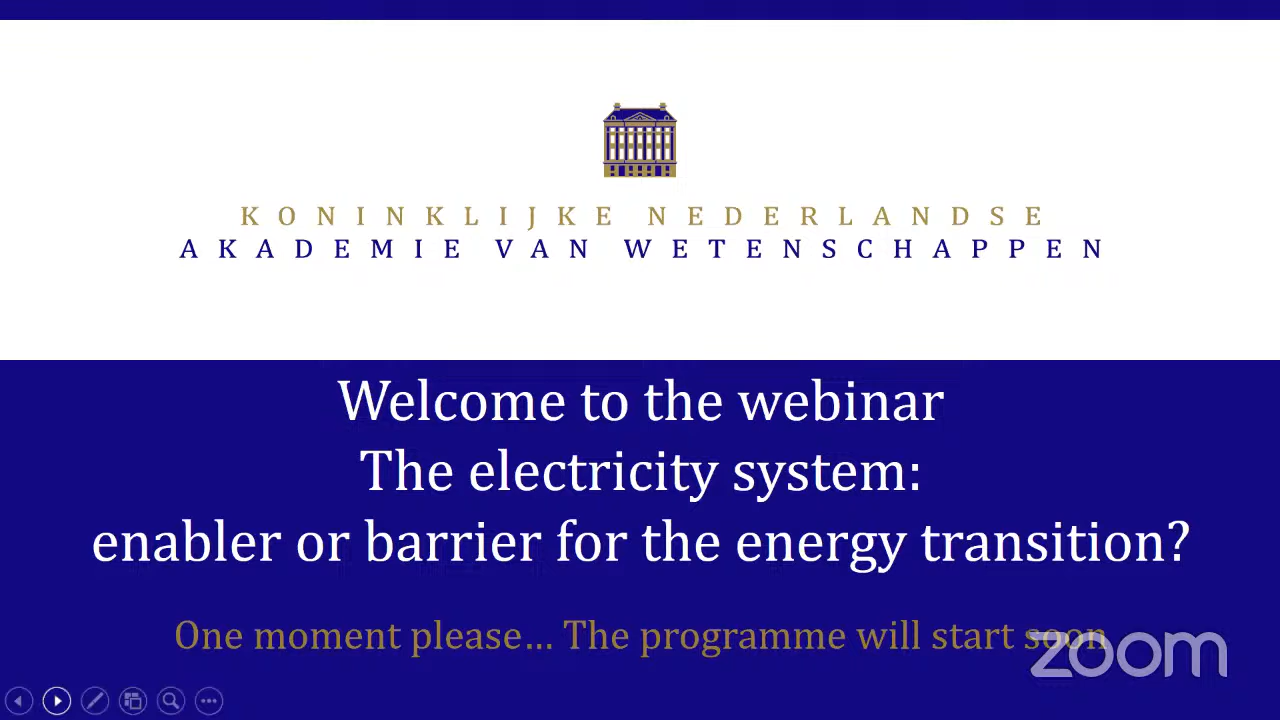 KONINKLIJKE NEDERLANDSE
AKADEMIE VAN WETENSCHAPPEN
Welcome to the webinar
The electricity system:
enabler or barrier for the energy transition?
One moment please... The programme will start soon
zoom